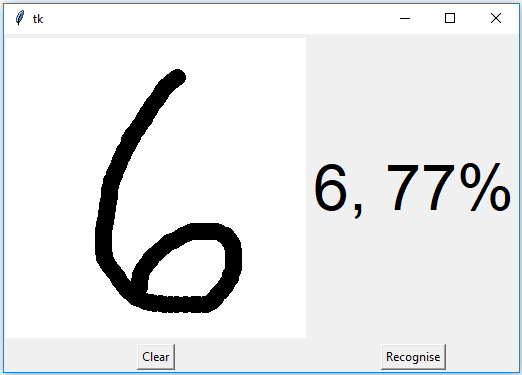 tk
6
6, 77%
Clear
Recognise